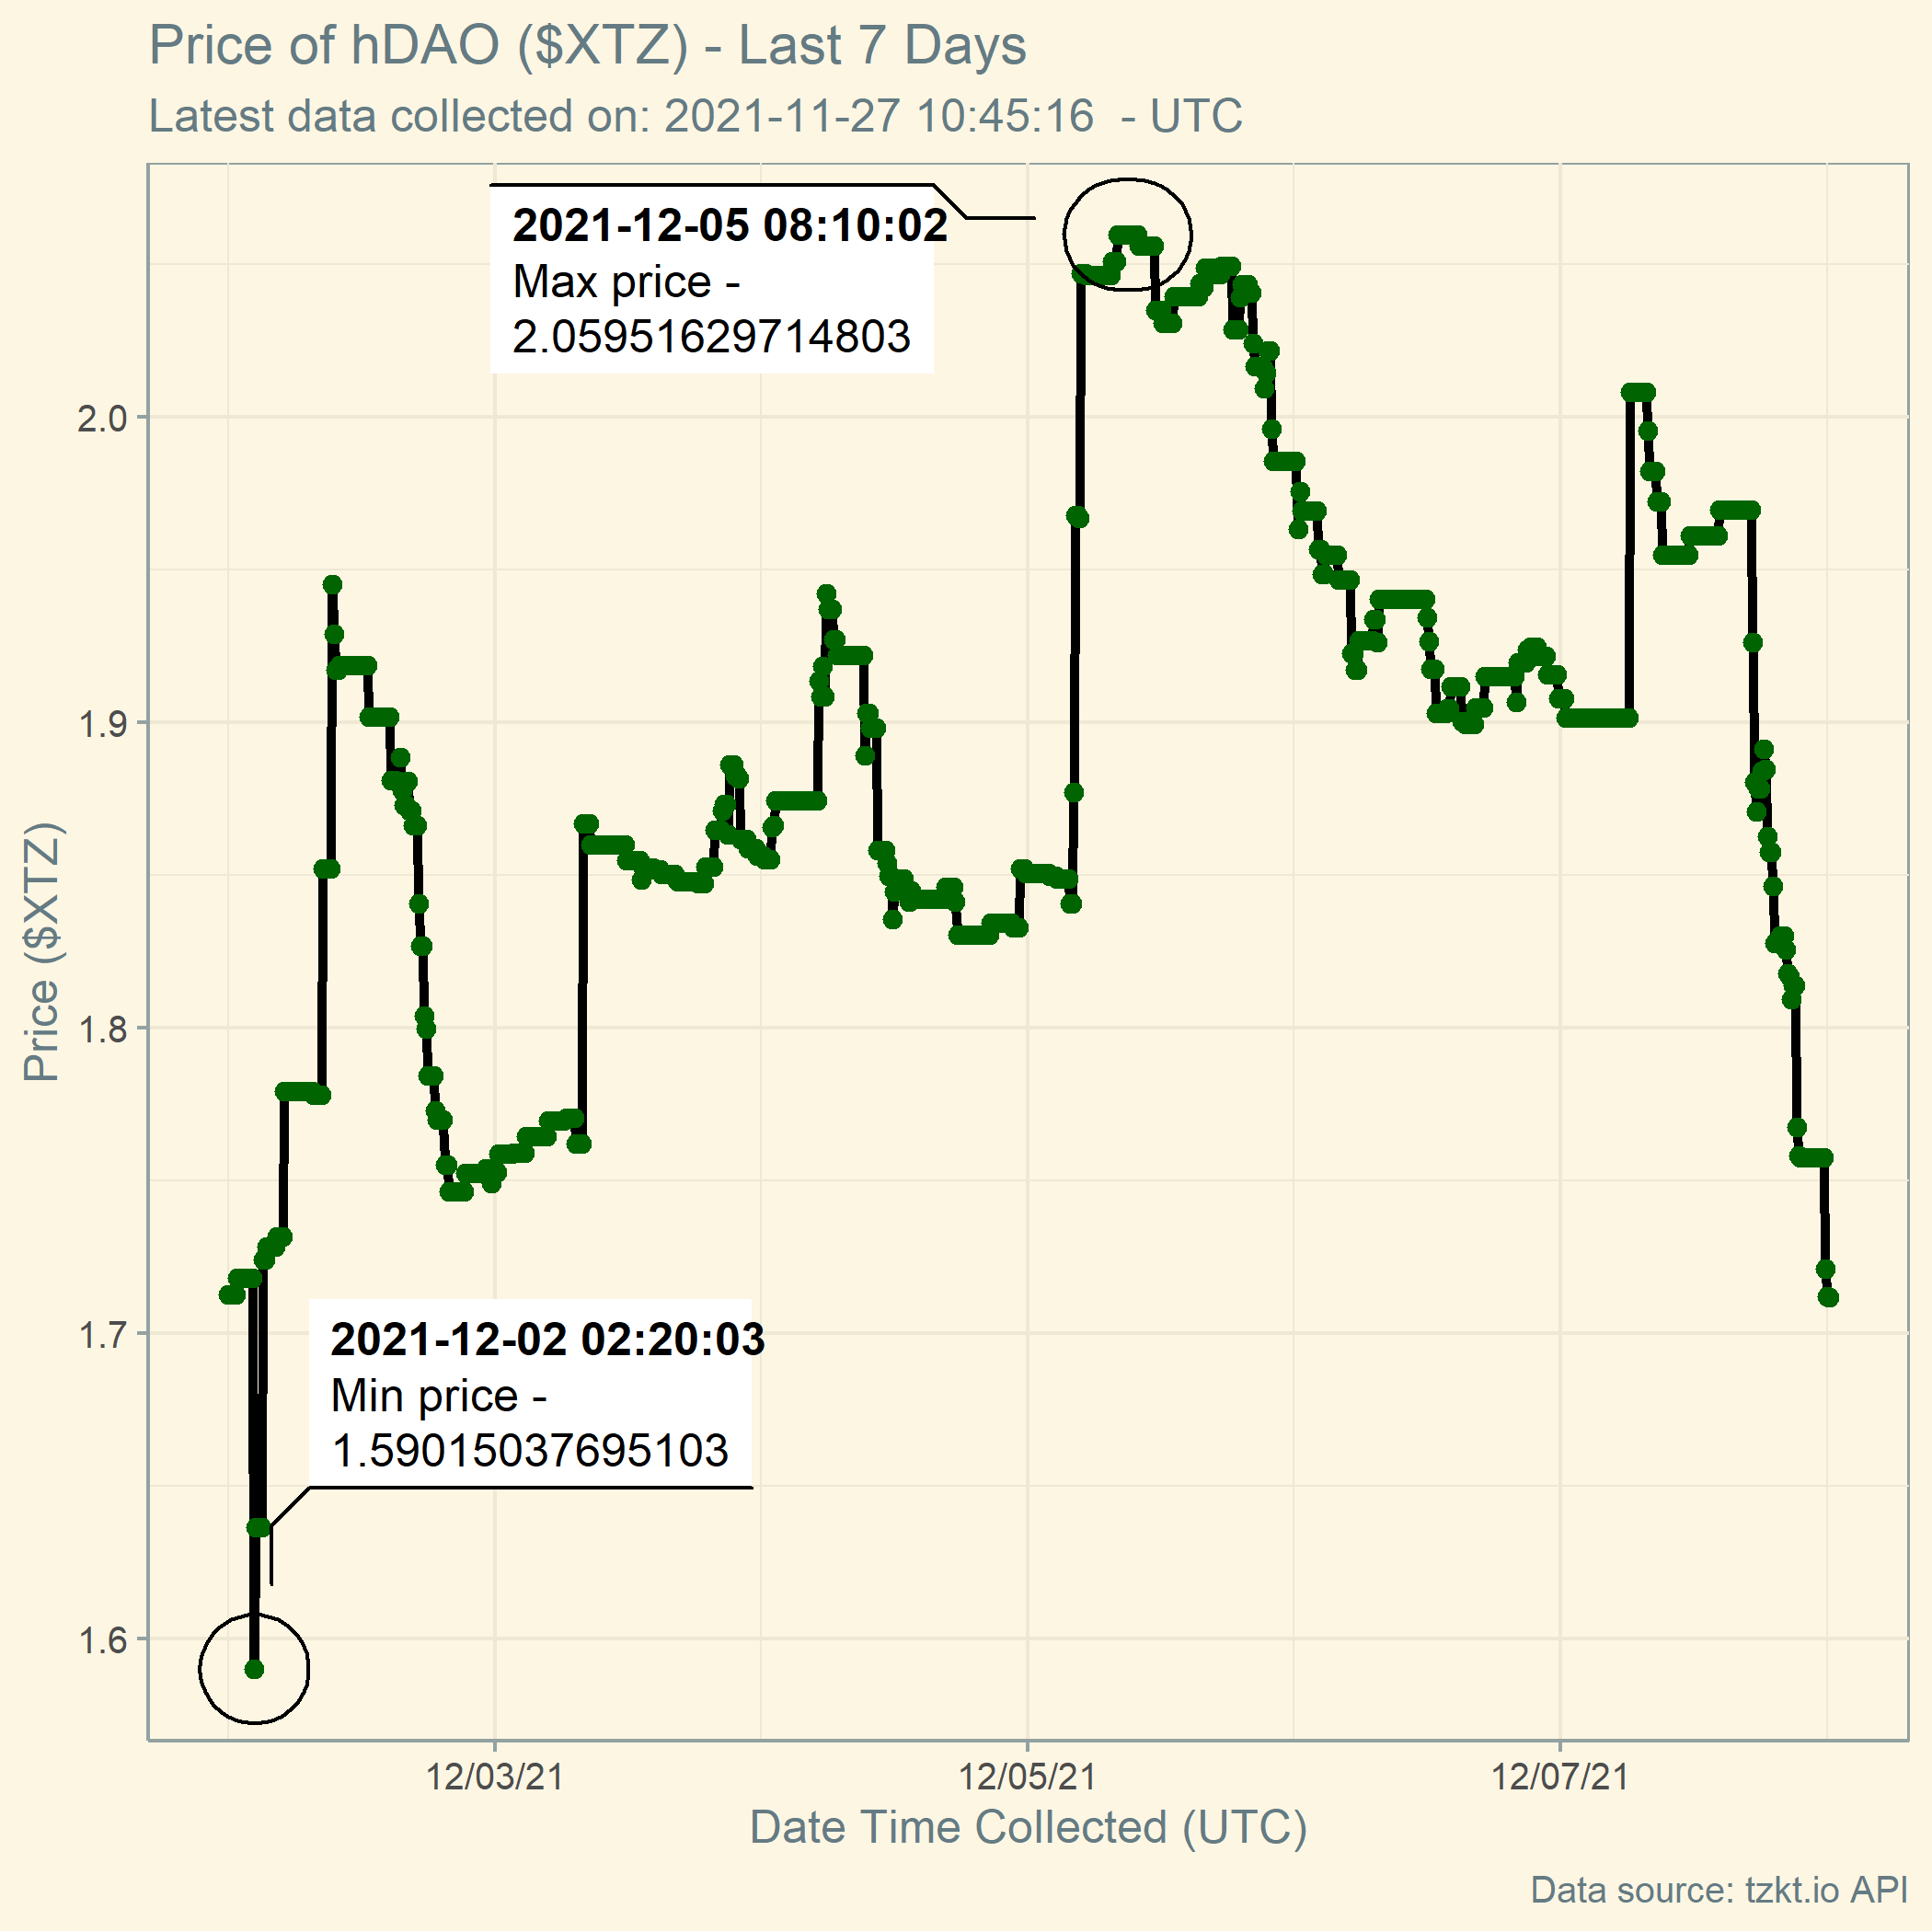 Price of hDAO ($XTZ) - Last 7 Days
Latest data collected on: 2021-11-27 10:45:16  - UTC
2021-12-05 08:10:02
Max price -
2.05951629714803
2.0
1.9
1.8
1.7
1.6
Price ($XTZ)
2021-12-02 02:20:03
Min price -
1.59015037695103
12/03/21
12/05/21
12/07/21
Date Time Collected (UTC)
Data source: tzkt.io API